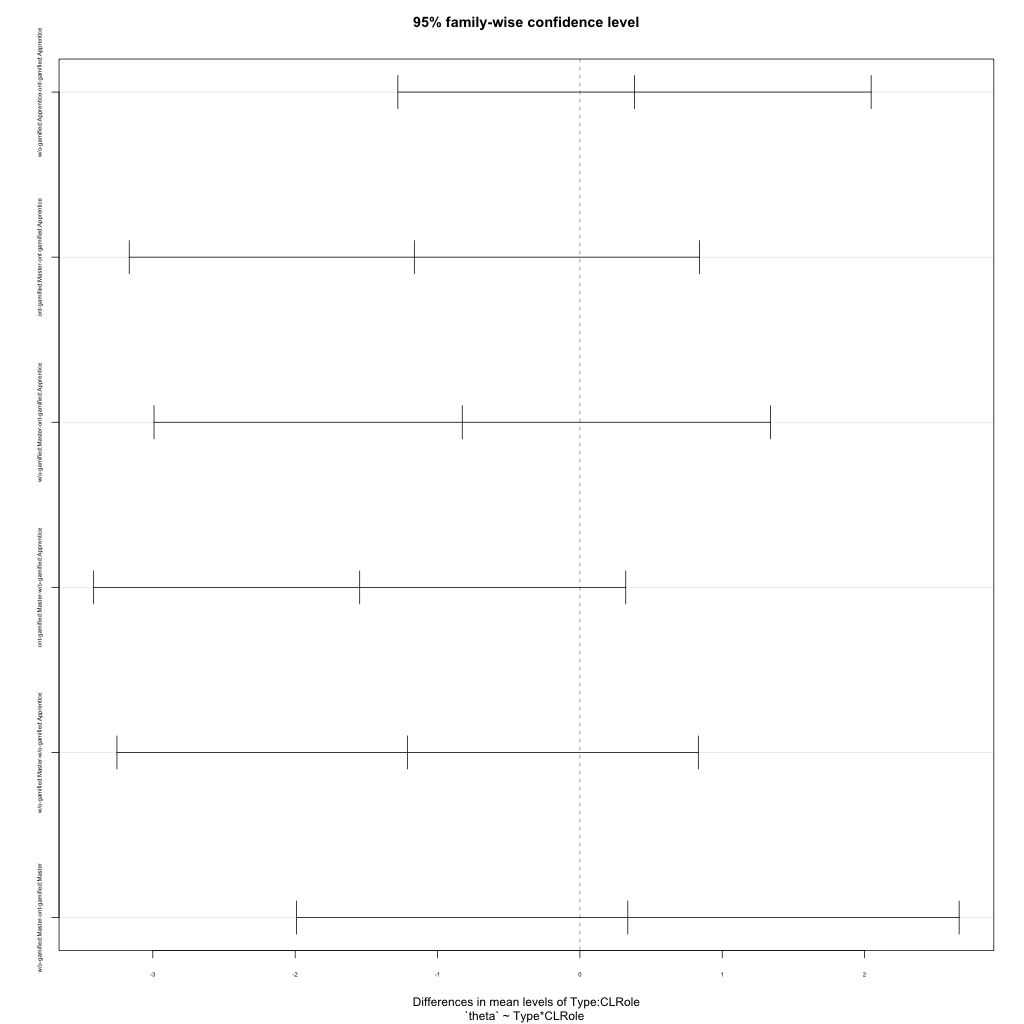 95% family-wise confidence level
w/o-gamified:Apprentice-ont-gamified:Apprentice
ont-gamified:Master-ont-gamified:Apprentice
w/o-gamified:Master-ont-gamified:Apprentice
ont-gamified:Master-w/o-gamified:Apprentice
w/o-gamified:Master-w/o-gamified:Apprentice
w/o-gamified:Master-ont-gamified:Master
-3 -2 -1 0 1 2
Differences in mean levels of Type:CLRole
`theta` ~ Type*CLRole